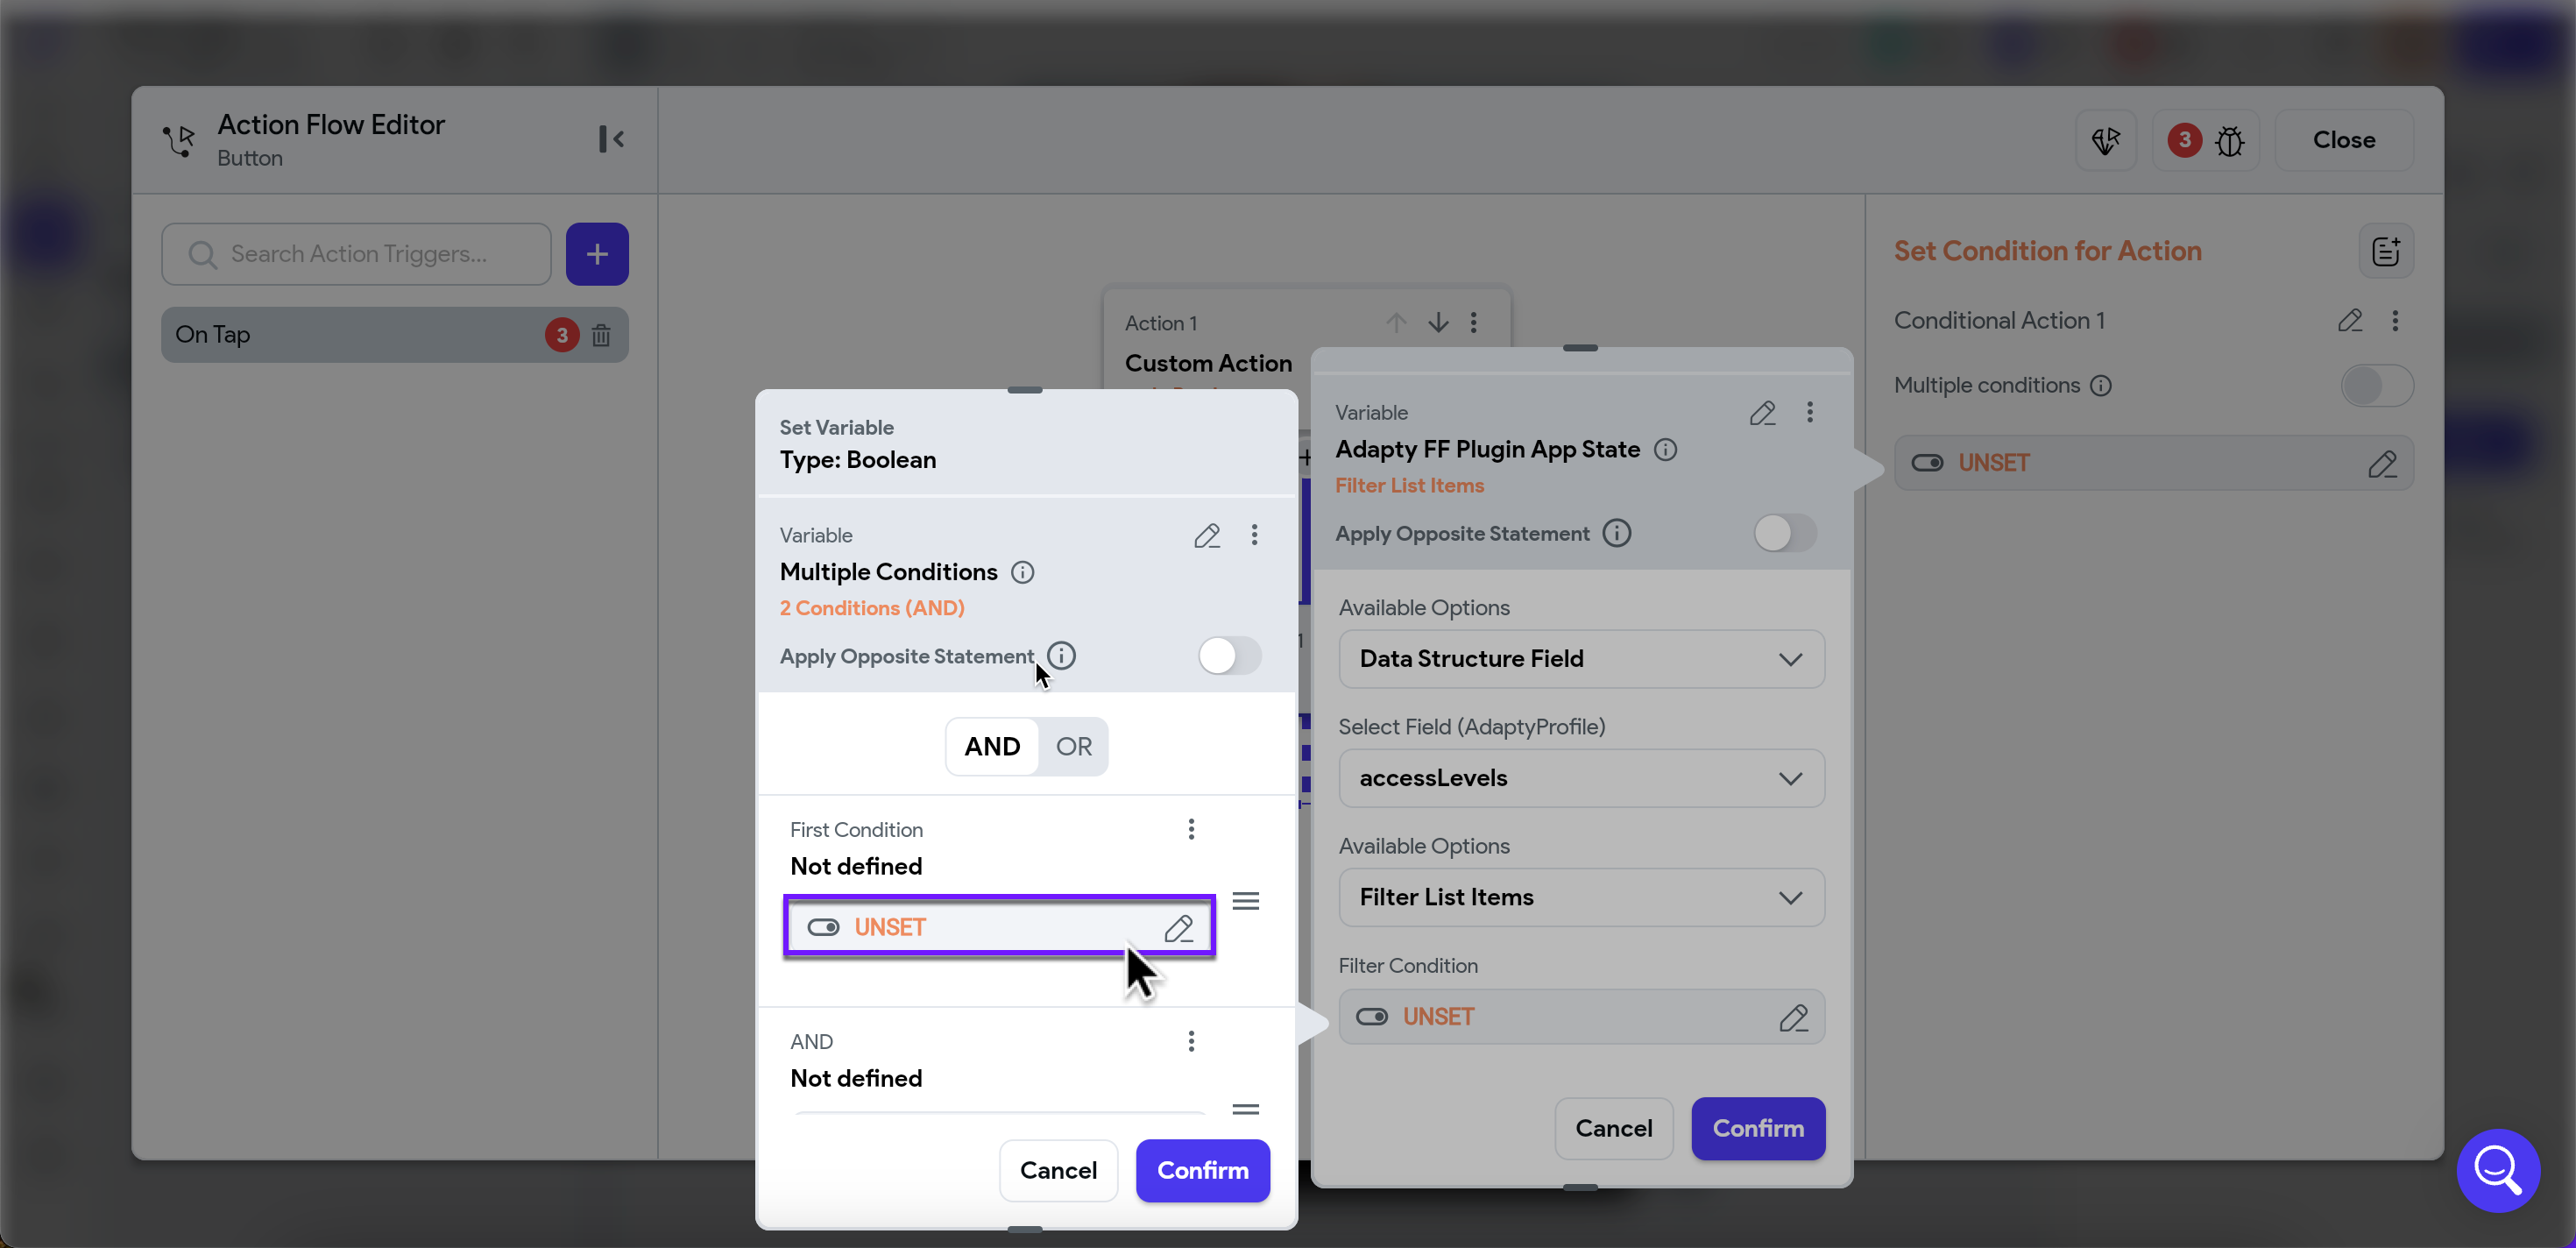 Action Flow Editor
Button
3
Close
Search Action Triggers...
+
On Tap
3
Action 1
Custom Action
Set Variable
Type: Boolean
Variable
Multiple Conditions
2 Conditions (AND)
Apply Opposite Statement
AND
OR
First Condition
Not defined
UNSET
AND
Not defined
Cancel
Confirm
Variable
Adapty FF Plugin App State
Filter List Items
Apply Opposite Statement
Available Options
Data Structure Field
Select Field (AdaptyProfile)
accessLevels
Available Options
Filter List Items
Filter Condition
UNSET
Cancel
Confirm
Set Condition for Action
Conditional Action 1
Multiple conditions
UNSET